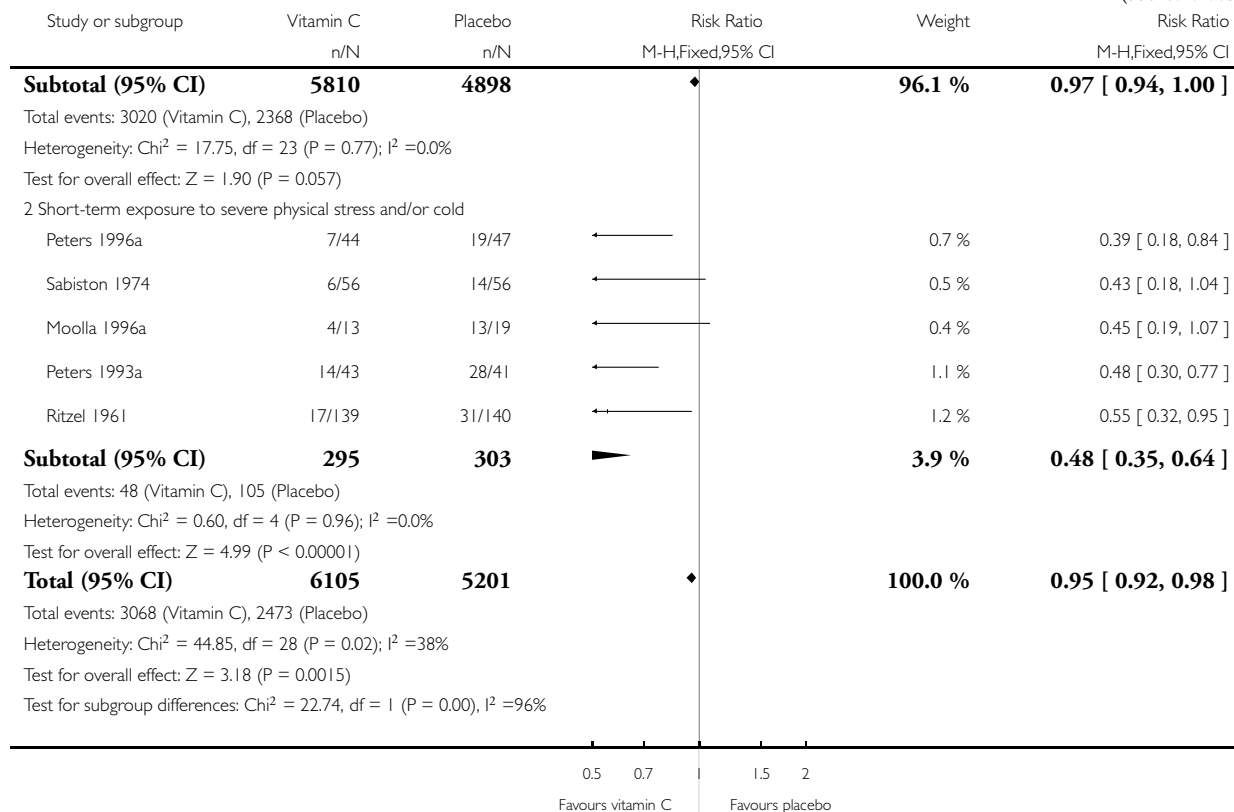 Study or subgroup Vitamin C Placebo Risk Ratio Weight Risk Ratio
n/N n/N M-H,Fixed,95% CI M-H,Fixed,95% CI
Subtotal (95% CI) 5810 4898 96.1 % 0.97 [ 0.94, 1.00 ]
Total events: 3020 (Vitamin C), 2368 (Placebo)
Heterogeneity: Chi² = 17.75, df = 23 (P = 0.77); I² =0.0%
Test for overall effect: Z = 1.90 (P = 0.057)
2 Short-term exposure to severe physical stress and/or cold
Peters 1996a 7/44 19/47 0.7 % 0.39 [ 0.18, 0.84 ]
Sabiston 1974 6/56 14/56 0.5 % 0.43 [ 0.18, 1.04 ]
Moolla 1996a 4/13 13/19 0.4 % 0.45 [ 0.19, 1.07 ]
Peters 1993a 14/43 28/41 1.1 % 0.48 [ 0.30, 0.77 ]
Ritzel 1961 17/139 31/140 1.2 % 0.55 [ 0.32, 0.95 ]
Subtotal (95% CI) 295 303 3.9 % 0.48 [ 0.35, 0.64 ]
Total events: 48 (Vitamin C), 105 (Placebo)
Heterogeneity: Chi² = 0.60, df = 4 (P = 0.96); I² =0.0%
Test for overall effect: Z = 4.99 (P < 0.00001)
Total (95% CI) 6105 5201 100.0 % 0.95 [ 0.92, 0.98 ]
Total events: 3068 (Vitamin C), 2473 (Placebo)
Heterogeneity: Chi² = 44.85, df = 28 (P = 0.02); I² =38%
Test for overall effect: Z = 3.18 (P = 0.0015)
Test for subgroup differences: Chi² = 22.74, df = 1 (P = 0.00), I² =96%
0.5 0.7 1 1.5 2
Favours vitamin C Favours placebo